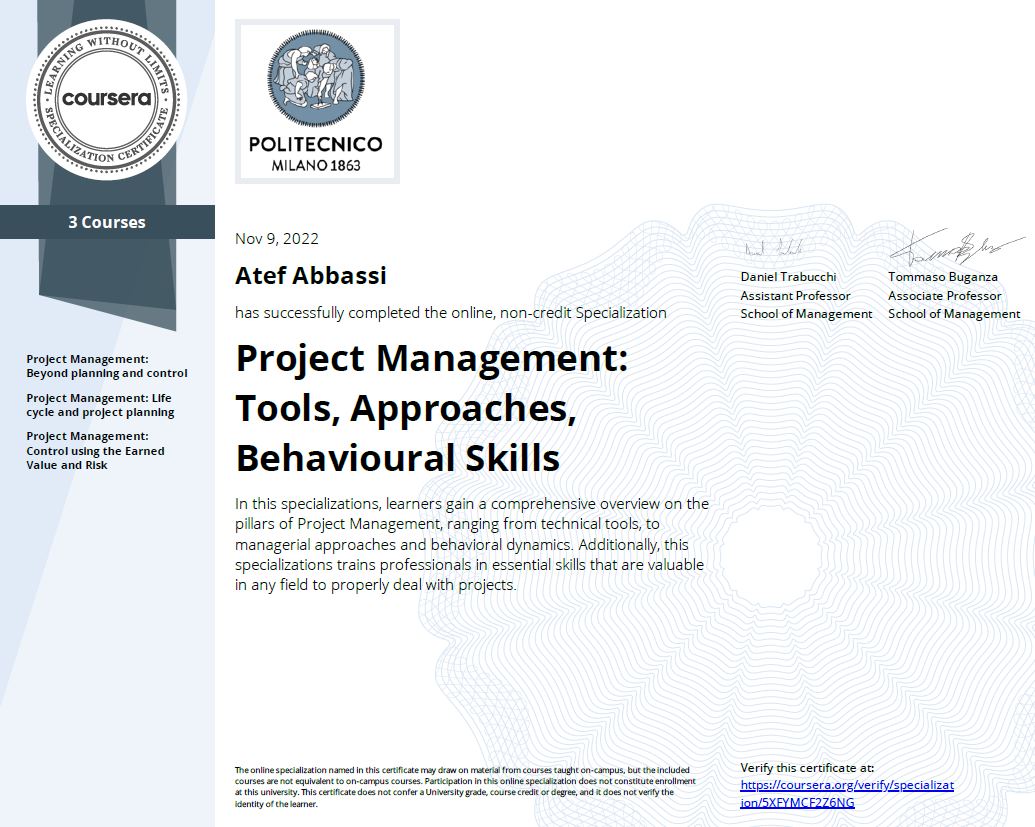 LEARNING WITHOUT LIMITS
coursera
SPECIALIZATION CERTIFICATE
3 Courses
Project Management:
Beyond planning and control
Project Management: Life
cycle and project planning
Project Management:
Control using the Earned
Value and Risk
POLITECNICO
MILANO 1863
Nov 9, 2022
Atef Abbassi
has successfully completed the online, non-credit Specialization
Project Management:
Tools, Approaches,
Behavioural Skills
In this specializations, learners gain a comprehensive overview on the
pillars of Project Management, ranging from technical tools, to
managerial approaches and behavioral dynamics. Additionally, this
specializations trains professionals in essential skills that are valuable
in any field to properly deal with projects.
Daniel Trabucchi
Assistant Professor
School of Management
Tommaso Buganza
Associate Professor
School of Management
The online specialization named in this certificate may draw on material from courses taught on-campus, but the included
courses are not equivalent to on-campus courses. Participation in this online specialization does not constitute enrollment
at this university. This certificate does not confer a University grade, course credit or degree, and it does not verify the
identity of the learner.
Verify this certificate at:
https://coursera.org/verify/specializat
ion/5XFYMCF2Z6NG